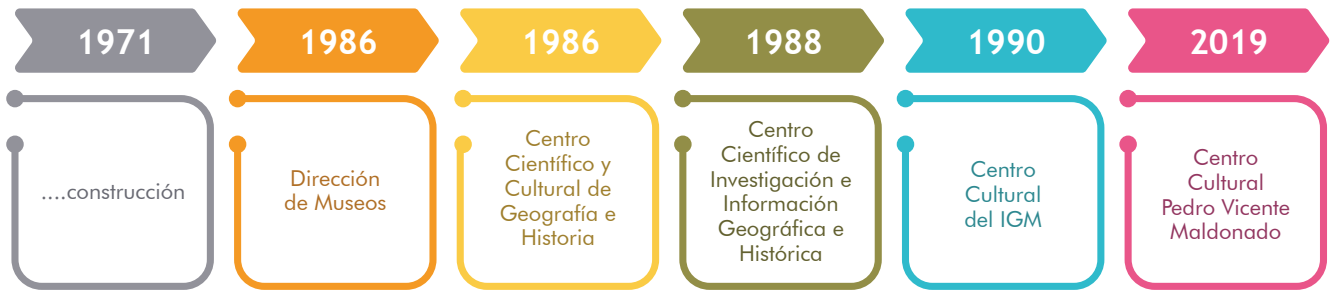 1971
1986
1986
1988
1990
2019
....construcción
Dirección
de Museos
Centro
Científico y
Cultural de
Geografía e
Historia
Centro
Científico de
Investigación e
Información
Geográfica e
Histórica
Centro
Cultural
del IGM
Centro
Cultural
Pedro Vicente
Maldonado